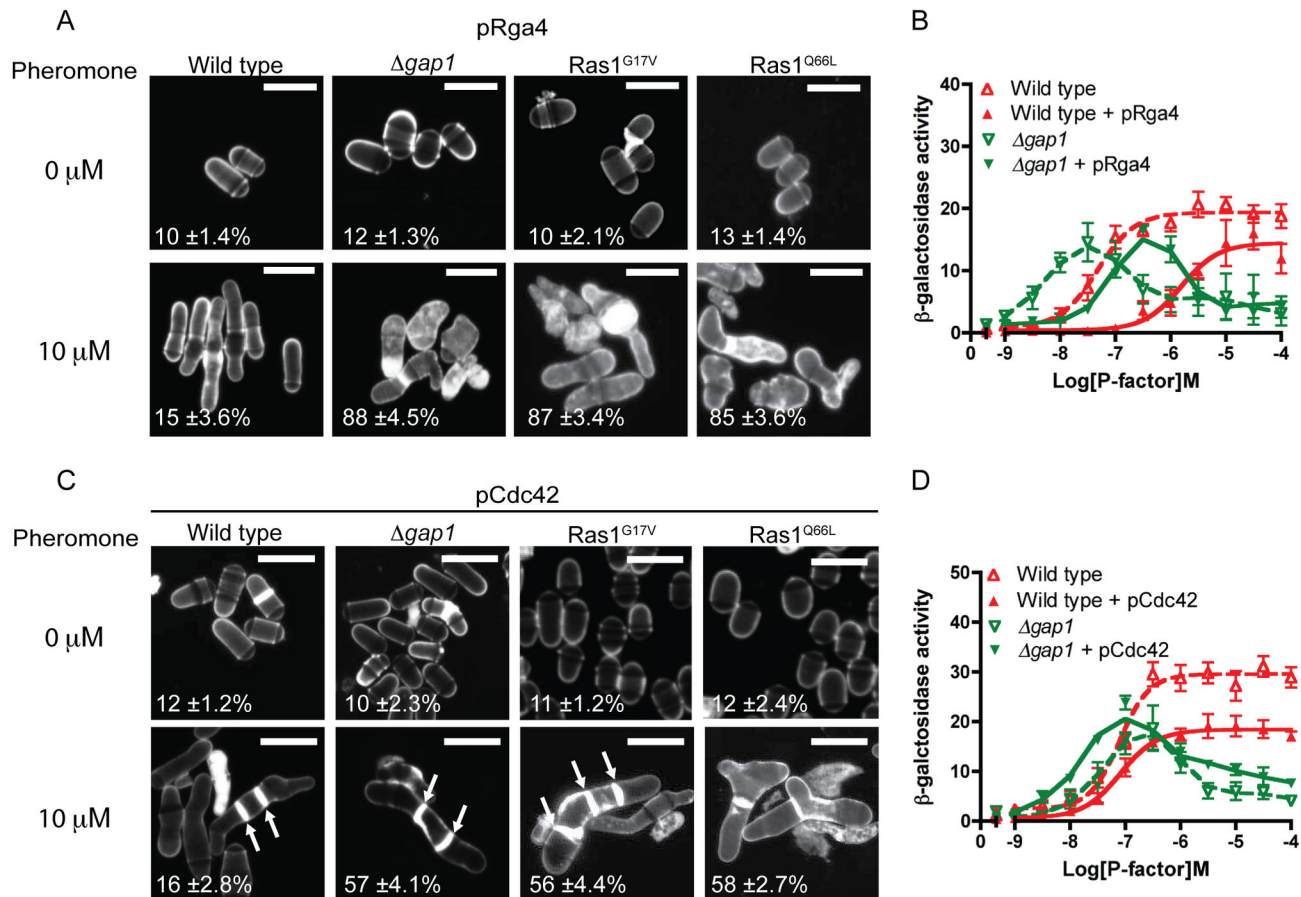 A
pRga4
Pheromone
Wild type
Δgap1
Ras1G17V
Ras1Q66L
0 µM
10 ±1.4%
12 ±1.3%
10 ±2.1%
13 ±1.4%
10 µM
15 ±3.6%
88 ±4.5%
87 ±3.4%
85 ±3.6%
B
40
30
20
10
0
β-galactosidase activity
Wild type
Wild type + pRga4
Δgap1
Δgap1 + pRga4
-9 -8 -7 -6 -5 -4
Log[P-factor]M
C
pCdc42
Pheromone
Wild type
Δgap1
Ras1G17V
Ras1Q66L
0 µM
12 ±1.2%
10 ±2.3%
11 ±1.2%
12 ±2.4%
10 µM
16 ±2.8%
57 ±4.1%
56 ±4.4%
58 ±2.7%
D
50
40
30
20
10
0
β-galactosidase activity
Wild type
Wild type + pCdc42
Δgap1
Δgap1 + pCdc42
-9 -8 -7 -6 -5 -4
Log[P-factor]M